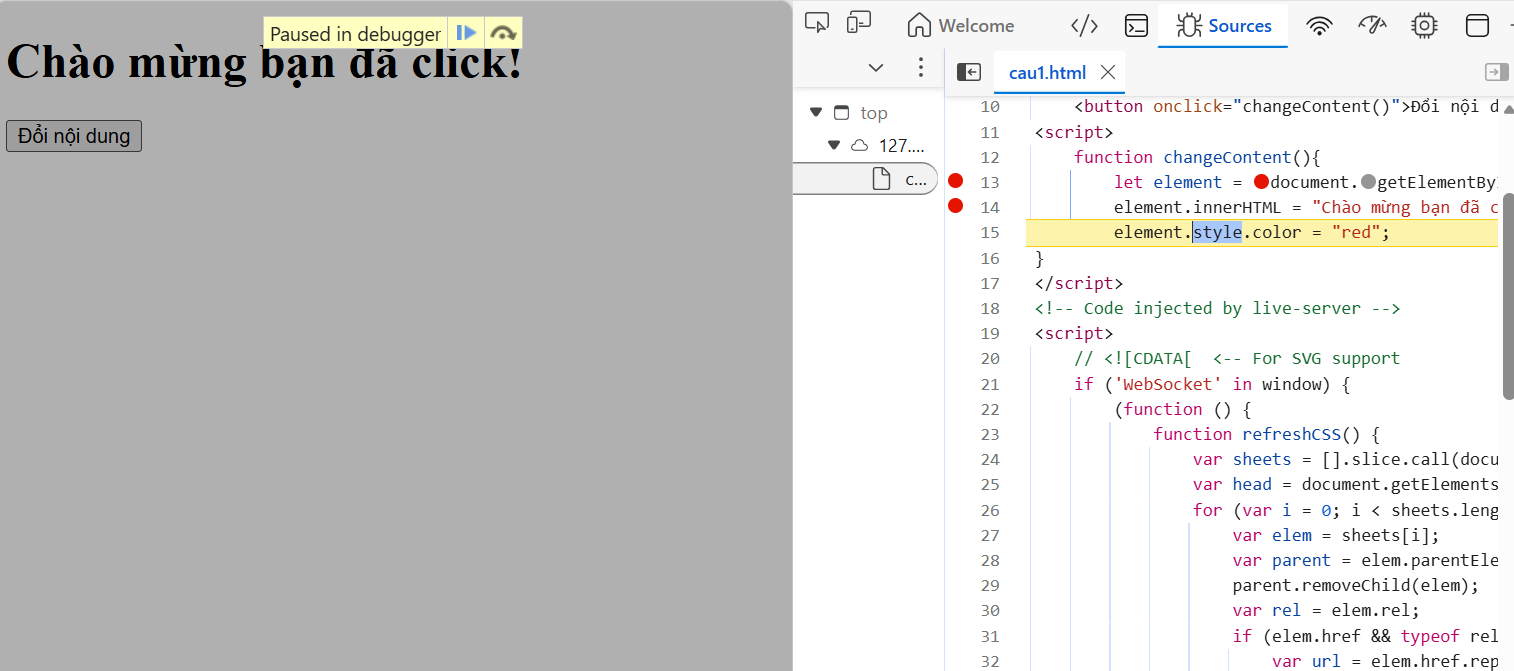 Paused in debugger
Chào mừng bạn đã click!
Đổi nội dung
Welcome
Sources
cau1.html
top
127....
c...
10 <button onclick="changeContent()">Đổi nội d
11 <script>
12 function changeContent(){
13 let element = document.getElementBy
14 element.innerHTML = "Chào mừng bạn đã c
15 element.style.color = "red";
16 }
17 </script>
18 <!-- Code injected by live-server -->
19 <script>
20 // <![CDATA[ <-- For SVG support
21 if ('WebSocket' in window) {
22 (function () {
23 function refreshCSS() {
24 var sheets = [].slice.call(docu
25 var head = document.getElements
26 for (var i = 0; i < sheets.leng
27 var elem = sheets[i];
28 var parent = elem.parentEle
29 parent.removeChild(elem);
30 var rel = elem.rel;
31 if (elem.href && typeof rel
32 var url = elem.href.rep